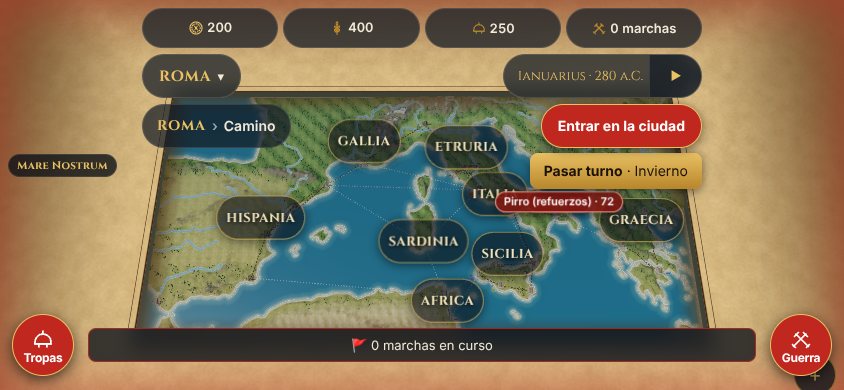 200
400
250
0 marchas
ROMA ▾
IANUARIUS · 280 A.C.
ROMA › Camino
Entrar en la ciudad
GALLIA
ETRURIA
MARE NOSTRUM
Pasar turno · Invierno
ITALIA
Pirro (refuerzos) · 72
HISPANIA
GRAECIA
SARDINIA
SICILIA
AFRICA
Tropas
0 marchas en curso
Guerra
+